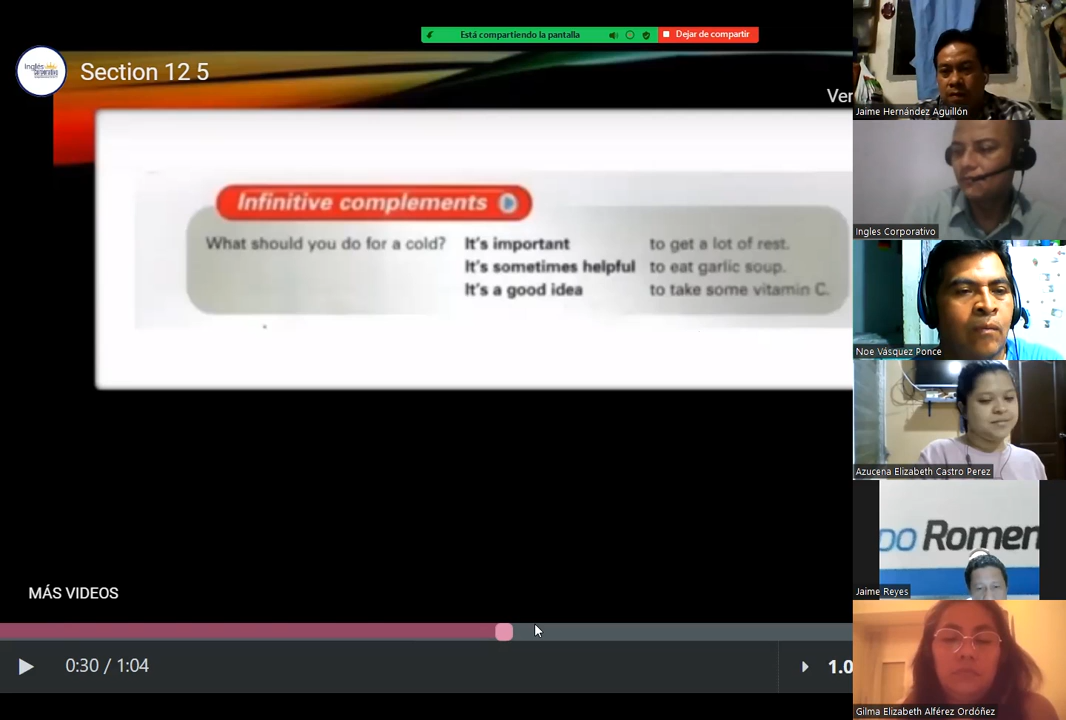 Está compartiendo la pantalla
Dejar de compartir
Section 12 5
Ver
Infinitive complements
What should you do for a cold? It's important to get a lot of rest.
It's sometimes helpful to eat garlic soup.
It's a good idea to take some vitamin C.
MÁS VIDEOS
0:30 / 1:04
1.0
Jaime Hernández Aguillón
Ingles Corporativo
Noe Vásquez Ponce
Azucena Elizabeth Castro Perez
po Romen
Jaime Reyes
Gilma Elizabeth Alférez Ordóñez